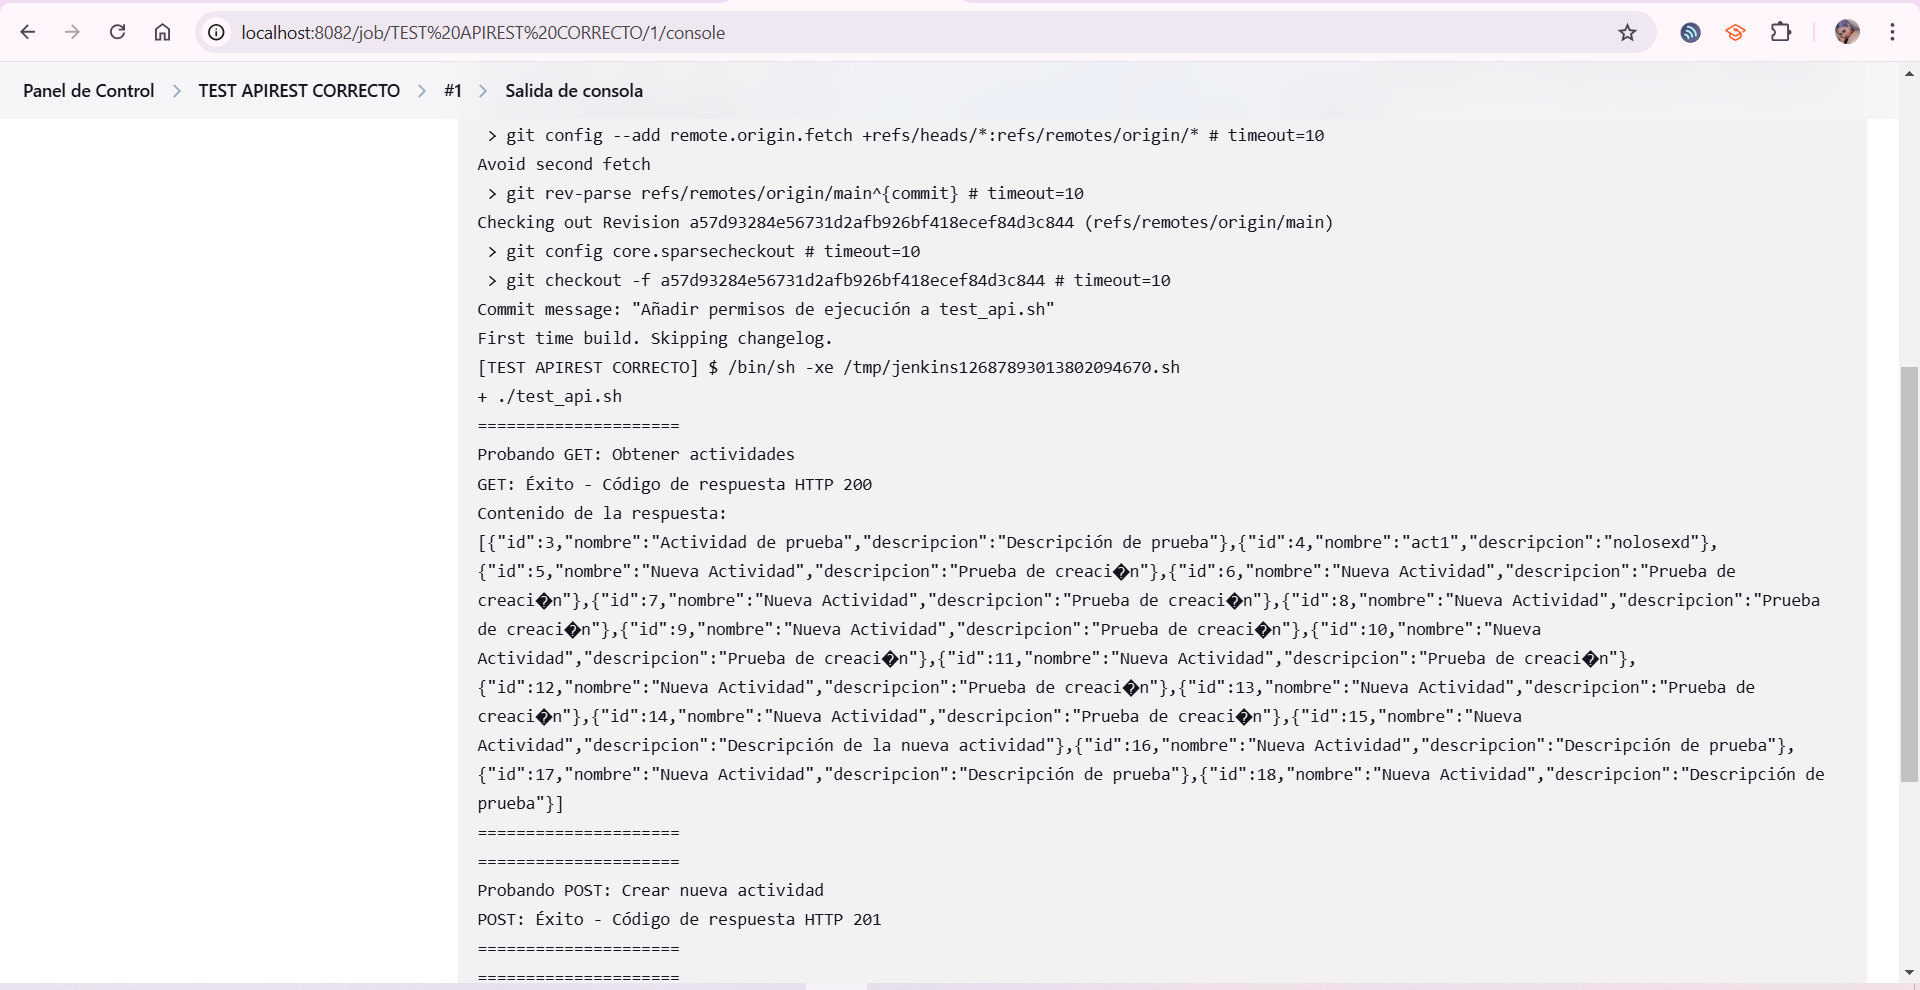 localhost:8082/job/TEST%20APIREST%20CORRECTO/1/console
Panel de Control > TEST APIREST CORRECTO > #1 > Salida de consola
> git config --add remote.origin.fetch +refs/heads/*:refs/remotes/origin/* # timeout=10
Avoid second fetch
> git rev-parse refs/remotes/origin/main^{commit} # timeout=10
Checking out Revision a57d93284e56731d2afb926bf418ecef84d3c844 (refs/remotes/origin/main)
> git config core.sparsecheckout # timeout=10
> git checkout -f a57d93284e56731d2afb926bf418ecef84d3c844 # timeout=10
Commit message: "Añadir permisos de ejecución a test_api.sh"
First time build. Skipping changelog.
[TEST APIREST CORRECTO] $ /bin/sh -xe /tmp/jenkins12687893013802094670.sh
+ ./test_api.sh
=====================
Probando GET: Obtener actividades
GET: Éxito - Código de respuesta HTTP 200
Contenido de la respuesta:
[{"id":3,"nombre":"Actividad de prueba","descripcion":"Descripción de prueba"},{"id":4,"nombre":"act1","descripcion":"nolosexd"},
{"id":5,"nombre":"Nueva Actividad","descripcion":"Prueba de creaci�n"},{"id":6,"nombre":"Nueva Actividad","descripcion":"Prueba de
creaci�n"},{"id":7,"nombre":"Nueva Actividad","descripcion":"Prueba de creaci�n"},{"id":8,"nombre":"Nueva Actividad","descripcion":"Prueba
de creaci�n"},{"id":9,"nombre":"Nueva Actividad","descripcion":"Prueba de creaci�n"},{"id":10,"nombre":"Nueva
Actividad","descripcion":"Prueba de creaci�n"},{"id":11,"nombre":"Nueva Actividad","descripcion":"Prueba de creaci�n"},
{"id":12,"nombre":"Nueva Actividad","descripcion":"Prueba de creaci�n"},{"id":13,"nombre":"Nueva Actividad","descripcion":"Prueba de
creaci�n"},{"id":14,"nombre":"Nueva Actividad","descripcion":"Prueba de creaci�n"},{"id":15,"nombre":"Nueva
Actividad","descripcion":"Descripción de la nueva actividad"},{"id":16,"nombre":"Nueva Actividad","descripcion":"Descripción de prueba"},
{"id":17,"nombre":"Nueva Actividad","descripcion":"Descripción de prueba"},{"id":18,"nombre":"Nueva Actividad","descripcion":"Descripción de
prueba"}]
=====================
=====================
Probando POST: Crear nueva actividad
POST: Éxito - Código de respuesta HTTP 201
=====================
=====================